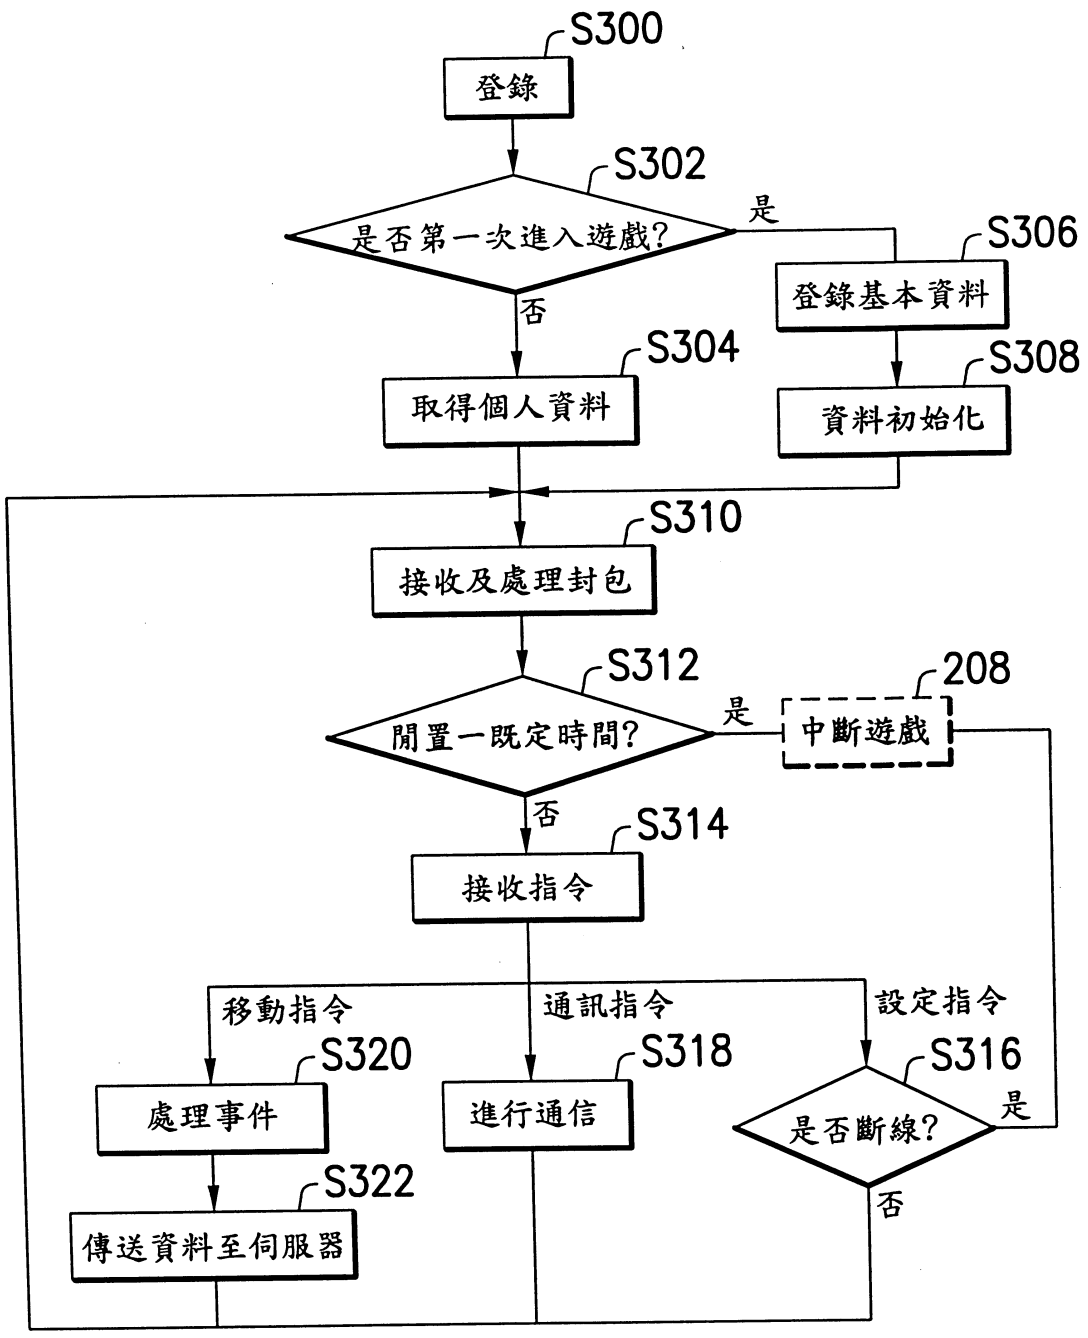 S300
登錄
S302
是否第一次進入遊戲?
是
否
S306
登錄基本資料
S304
取得個人資料
S308
資料初始化
S310
接收及處理封包
S312
閒置一既定時間?
是
208
中斷遊戲
否
S314
接收指令
移動指令
通訊指令
設定指令
S320
處理事件
S318
進行通信
S316
是否斷線?
是
否
S322
傳送資料至伺服器